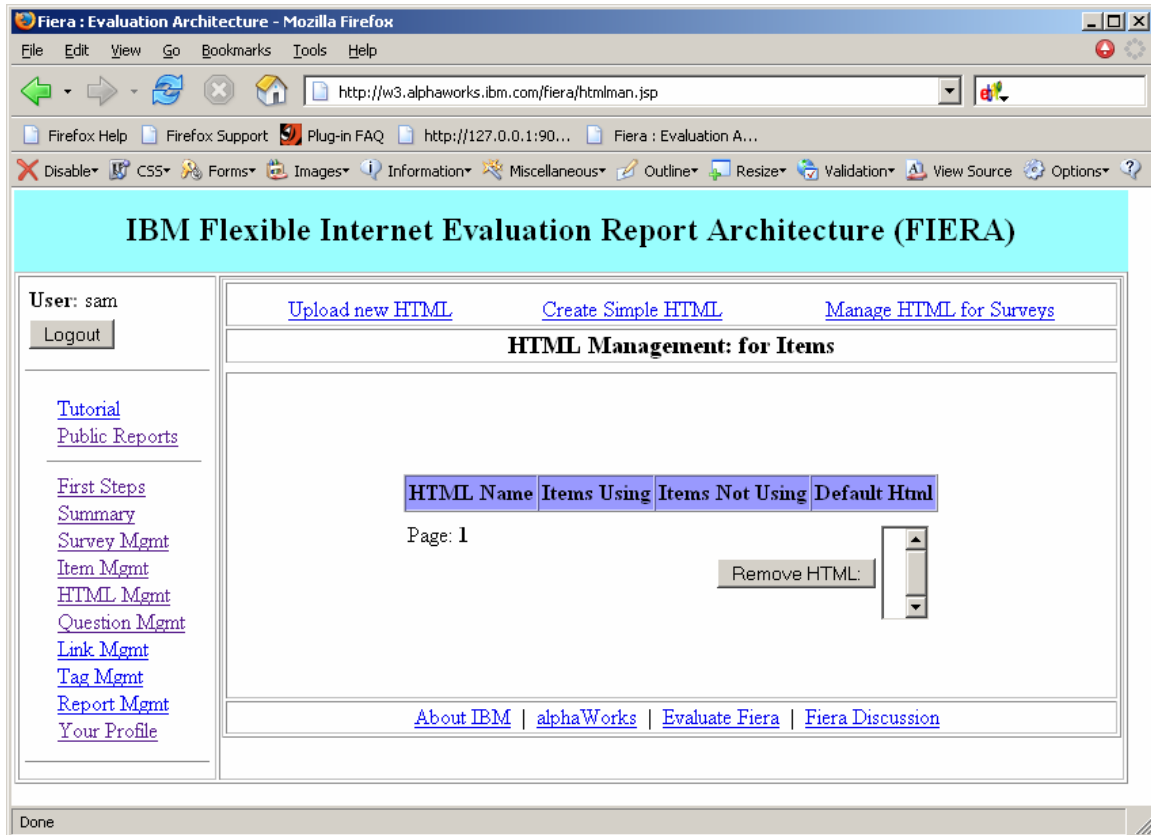 Fiera : Evaluation Architecture - Mozilla Firefox
File Edit View Go Bookmarks Tools Help
http://w3.alphaworks.ibm.com/fiera/htmlman.jsp
Firefox Help Firefox Support Plug-in FAQ http://127.0.0.1:90... Fiera : Evaluation A...
Disable CSS Forms Images Information Miscellaneous Outline Resize Validation View Source Options
IBM Flexible Internet Evaluation Report Architecture (FIERA)
User: sam
Logout
Tutorial
Public Reports
First Steps
Summary
Survey Mgmt
Item Mgmt
HTML Mgmt
Question Mgmt
Link Mgmt
Tag Mgmt
Report Mgmt
Your Profile
Upload new HTML Create Simple HTML Manage HTML for Surveys
HTML Management: for Items
HTML Name Items Using Items Not Using Default Html
Page: 1
Remove HTML:
About IBM | alphaWorks | Evaluate Fiera | Fiera Discussion
Done